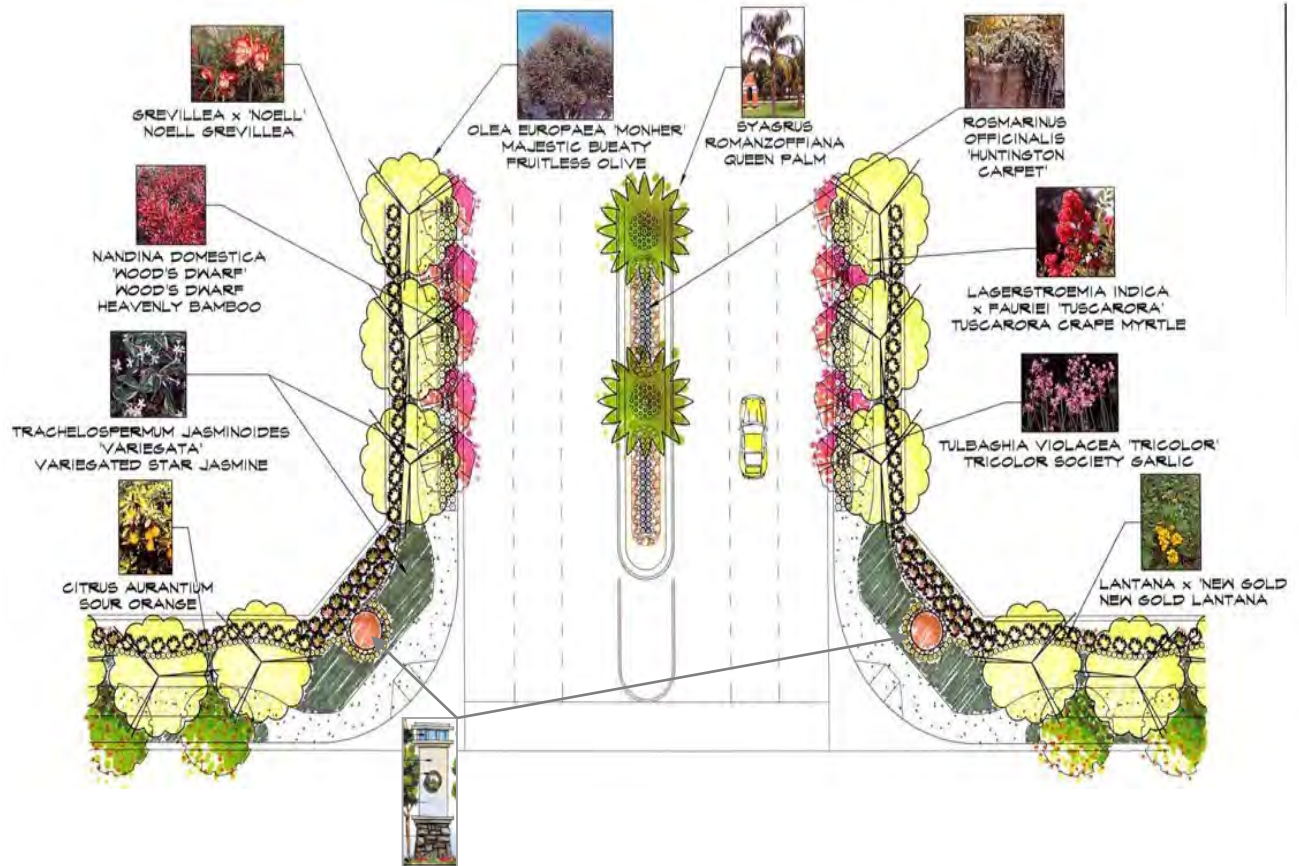 GREVILLEA x 'NOELL'
NOELL GREVILLEA
OLEA EUROPAEA 'MONHER'
MAJESTIC BUEATY
FRUITLESS OLIVE
SYAGRUS
ROMANZOFFIANA
QUEEN PALM
ROSMARINUS
OFFICINALIS
'HUNTINGTON
CARPET'
NANDINA DOMESTICA
'WOOD'S DWARF'
WOOD'S DWARF
HEAVENLY BAMBOO
LAGERSTROEMIA INDICA
x FAURIEI 'TUSCARORA'
TUSCARORA CRAPE MYRTLE
TRACHELOSPERMUM JASMINOIDES
'VARIEGATA'
VARIEGATED STAR JASMINE
TULBAGHIA VIOLACEA 'TRICOLOR'
TRICOLOR SOCIETY GARLIC
CITRUS AURANTIUM
SOUR ORANGE
LANTANA x 'NEW GOLD
NEW GOLD LANTANA